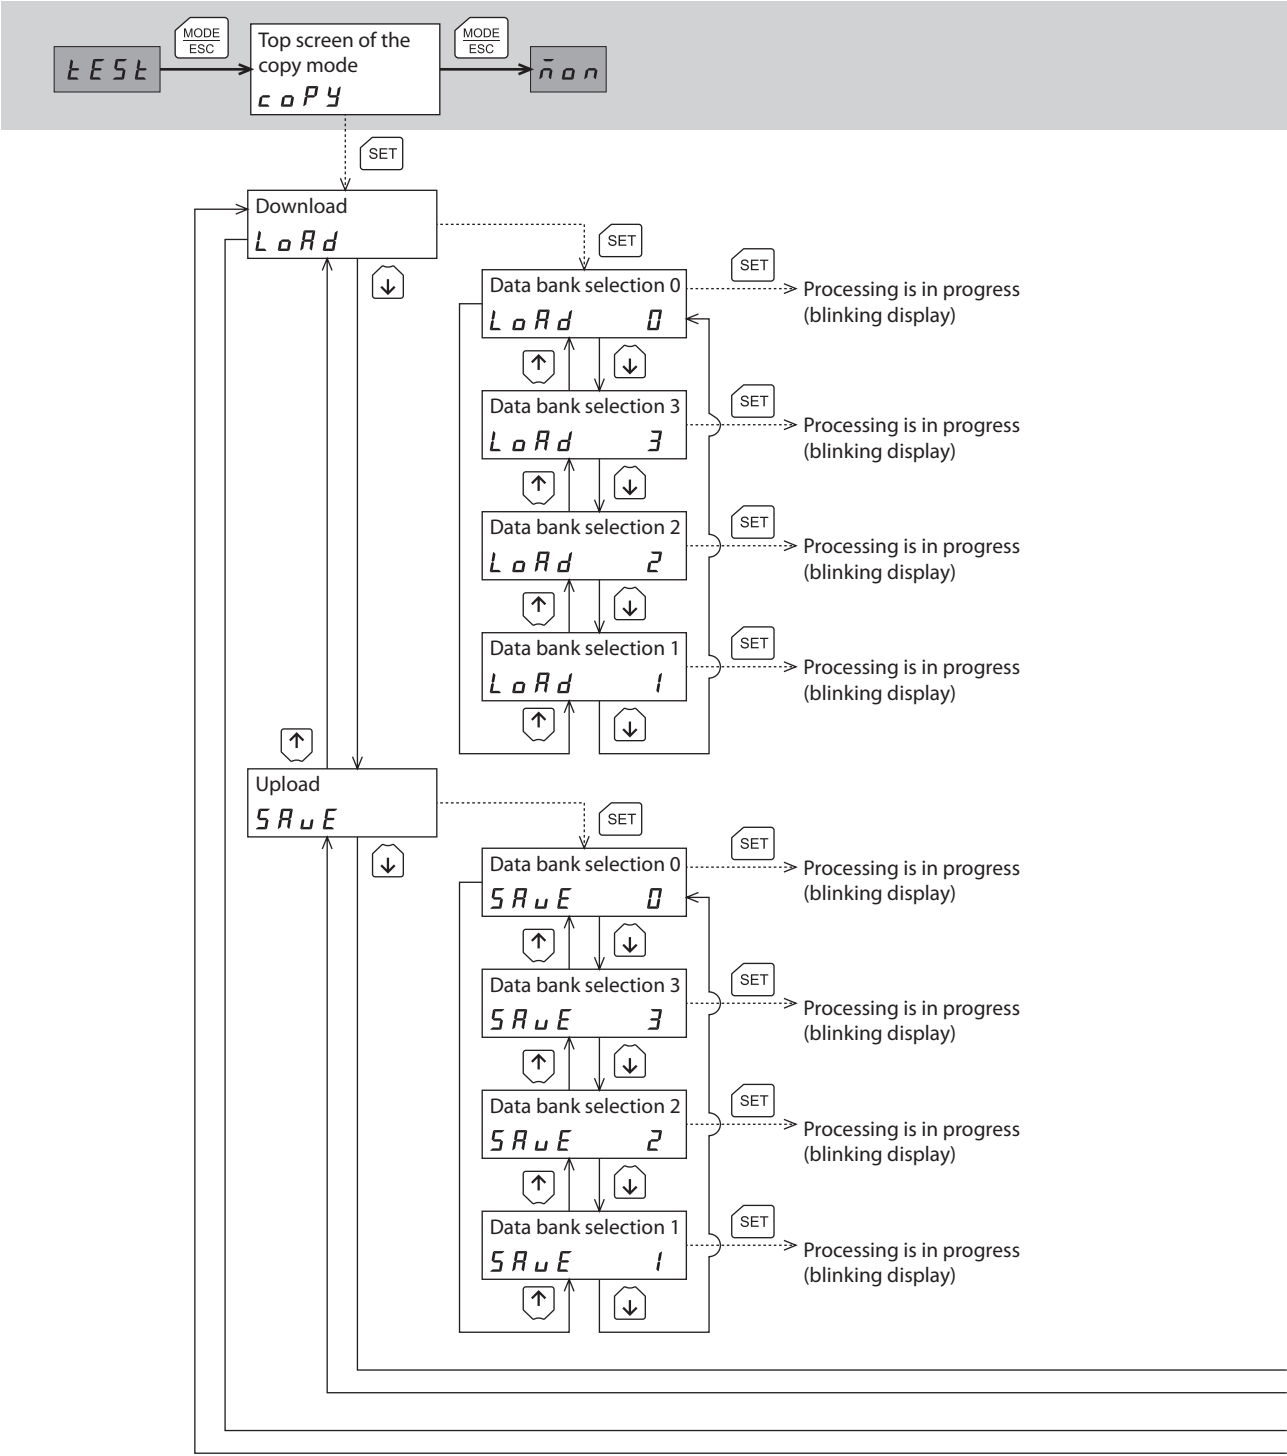 MODE
ESC
MODE
ESC
Top screen of the
copy mode
tESt
coPY
mon
SET
Download
LoAd
SET
SET
Data bank selection 0
LoAd 0
Processing is in progress
(blinking display)
SET
Data bank selection 3
LoAd 3
Processing is in progress
(blinking display)
SET
Data bank selection 2
LoAd 2
Processing is in progress
(blinking display)
SET
Data bank selection 1
LoAd 1
Processing is in progress
(blinking display)
Upload
SAvE
SET
SET
Data bank selection 0
SAvE 0
Processing is in progress
(blinking display)
SET
Data bank selection 3
SAvE 3
Processing is in progress
(blinking display)
SET
Data bank selection 2
SAvE 2
Processing is in progress
(blinking display)
SET
Data bank selection 1
SAvE 1
Processing is in progress
(blinking display)